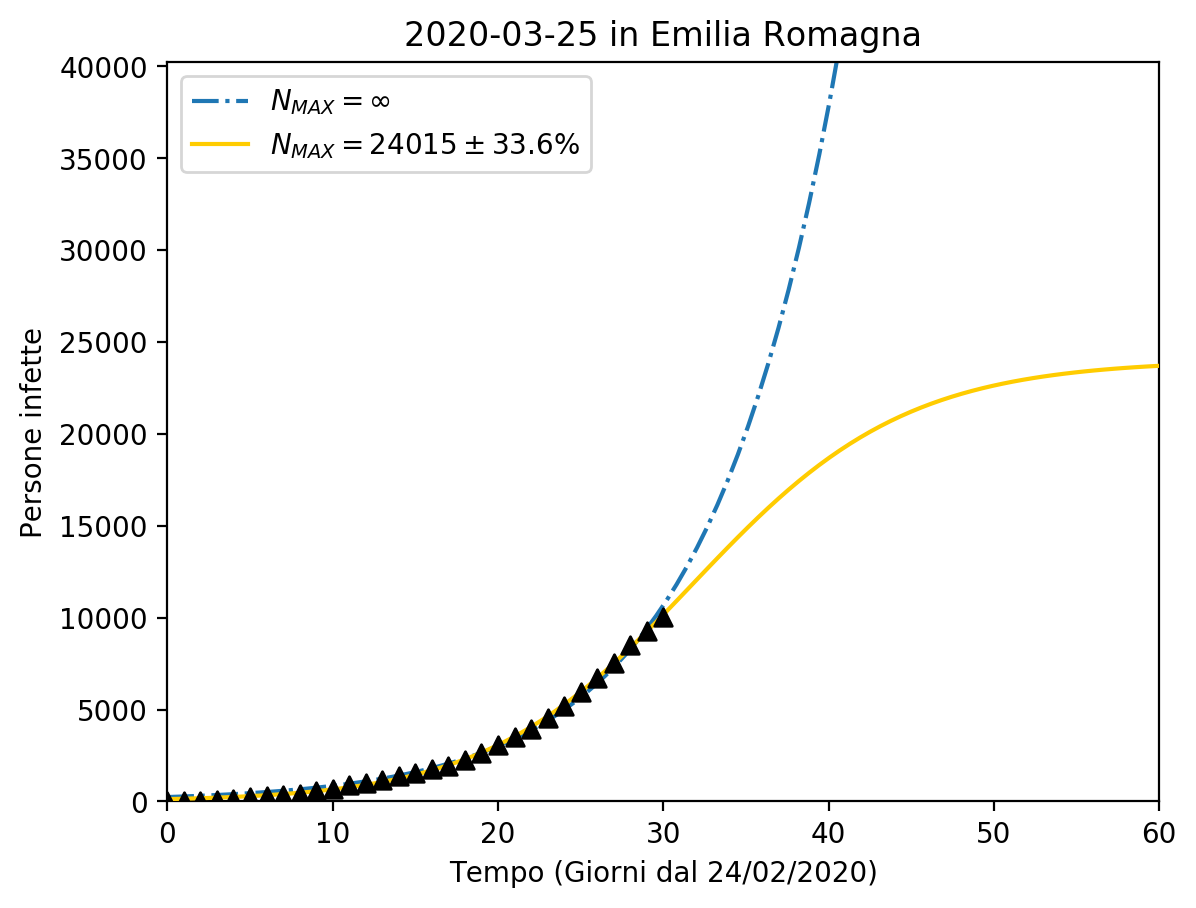 2020-03-25 in Emilia Romagna
N_MAX = ∞
N_MAX = 24015 ± 33.6%
40000
35000
30000
25000
20000
15000
10000
5000
0
Persone infette
0 10 20 30 40 50 60
Tempo (Giorni dal 24/02/2020)